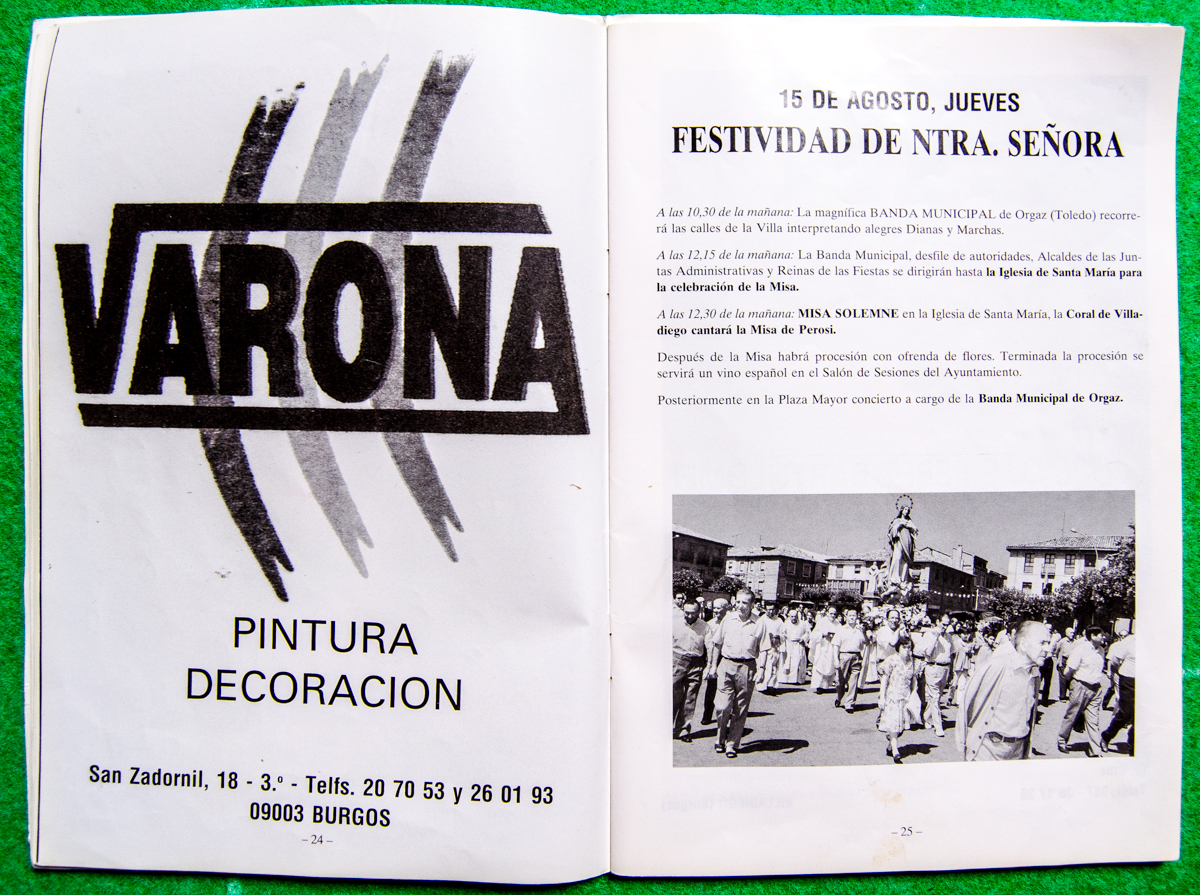 VARONA
PINTURA
DECORACION
San Zadornil, 18 - 3.º - Telfs. 20 70 53 y 26 01 93
09003 BURGOS
– 24 –
15 DE AGOSTO, JUEVES
FESTIVIDAD DE NTRA. SEÑORA
A las 10,30 de la mañana: La magnífica BANDA MUNICIPAL de Orgaz (Toledo) recorre-
rá las calles de la Villa interpretando alegres Dianas y Marchas.
A las 12,15 de la mañana: La Banda Municipal, desfile de autoridades, Alcaldes de las Jun-
tas Administrativas y Reinas de las Fiestas se dirigirán hasta la Iglesia de Santa María para
la celebración de la Misa.
A las 12,30 de la mañana: MISA SOLEMNE en la Iglesia de Santa María, la Coral de Villa-
diego cantará la Misa de Perosi.
Después de la Misa habrá procesión con ofrenda de flores. Terminada la procesión se
servirá un vino español en el Salón de Sesiones del Ayuntamiento.
Posteriormente en la Plaza Mayor concierto a cargo de la Banda Municipal de Orgaz.
– 25 –